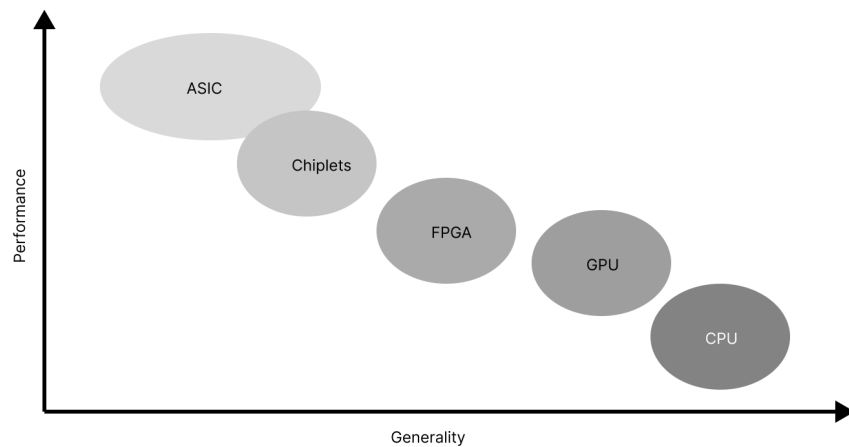 ASIC
Chiplets
FPGA
GPU
CPU
Performance
Generality